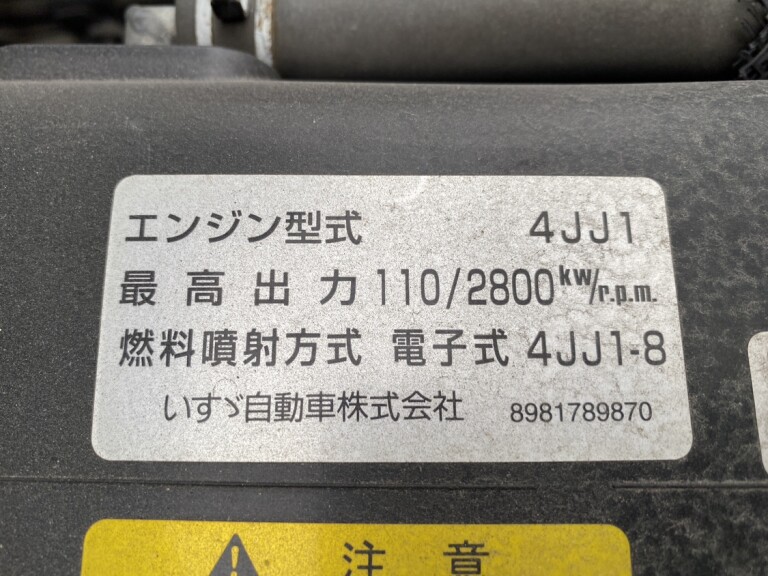 エンジン型式 4JJ1
最高出力 110/2800kw/r.p.m.
燃料噴射方式 電子式 4JJ1-8
いすゞ自動車株式会社 8981789870
注意